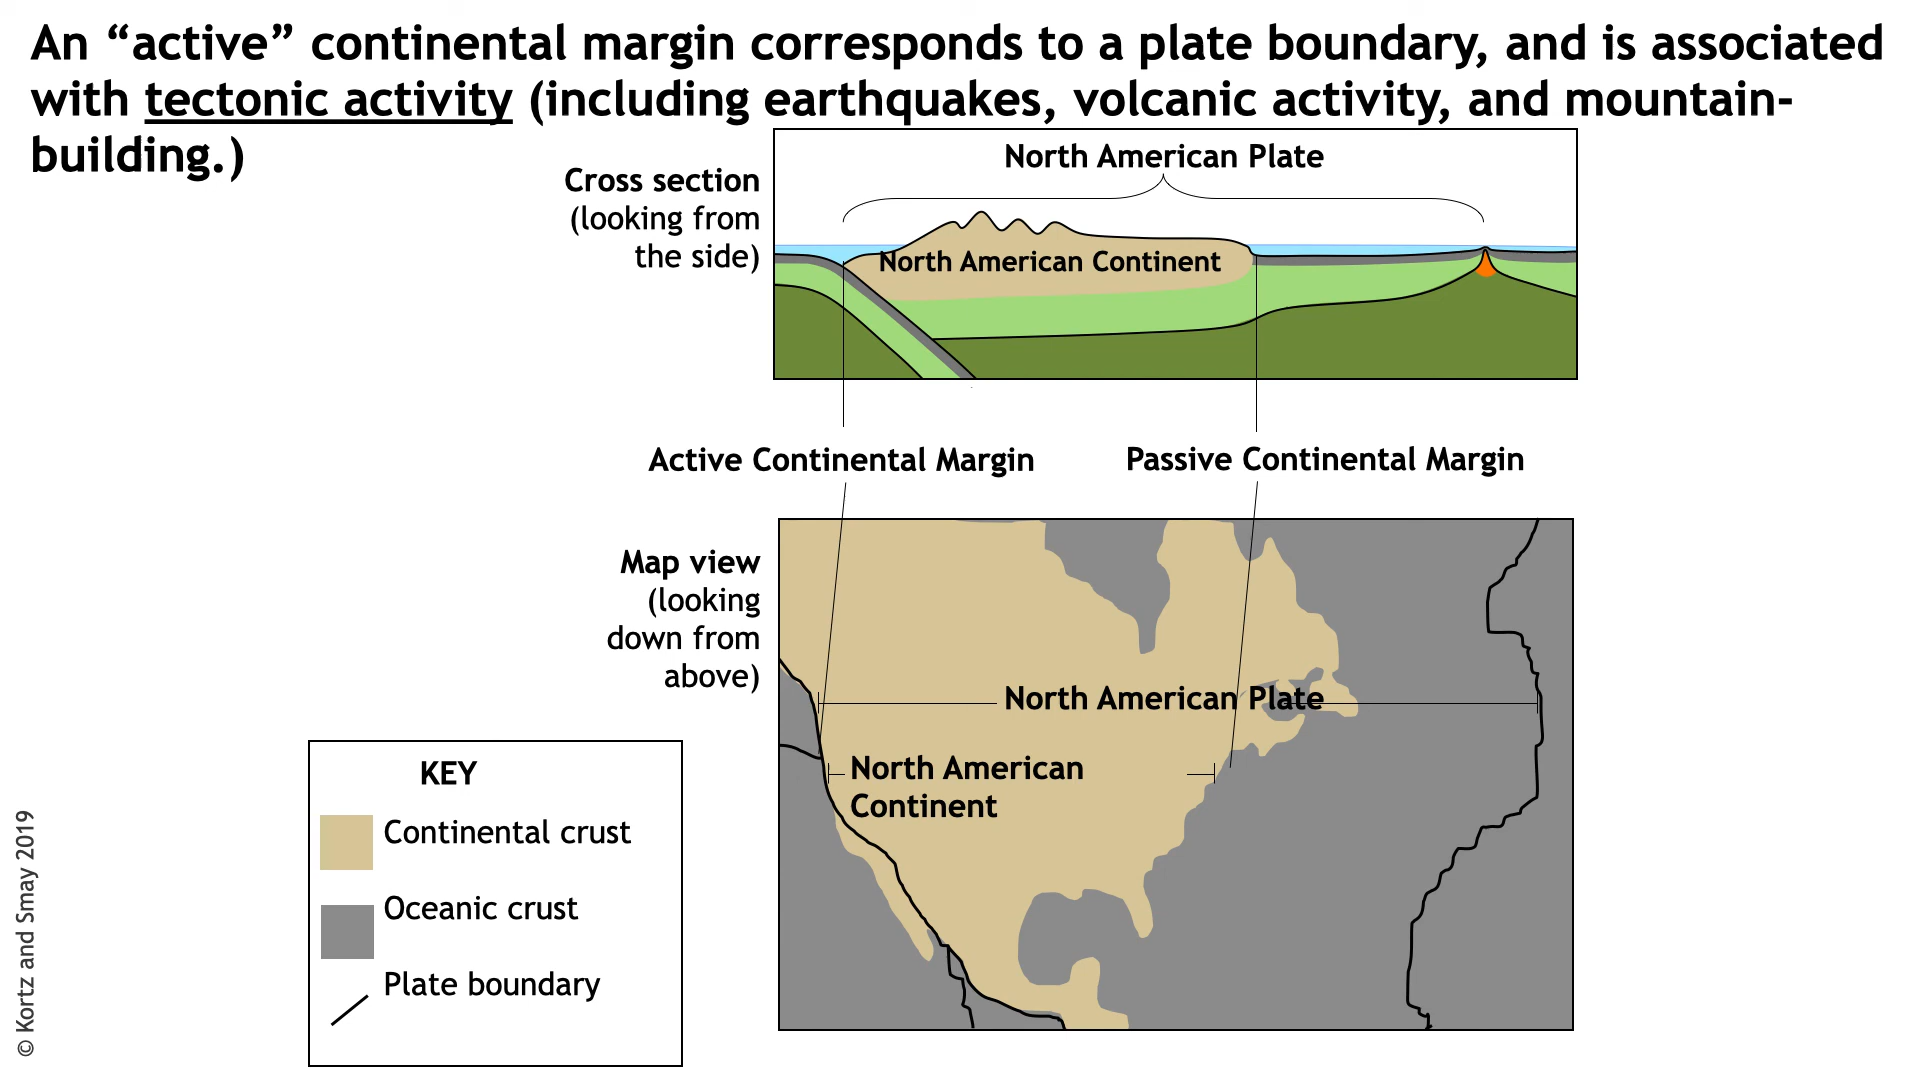 An “active” continental margin corresponds to a plate boundary, and is associated
with tectonic activity (including earthquakes, volcanic activity, and mountain-
building.)
Cross section
(looking from
the side)
North American Plate
North American Continent
Active Continental Margin
Passive Continental Margin
Map view
(looking
down from
above)
North American Plate
North American
Continent
KEY
Continental crust
Oceanic crust
Plate boundary
© Kortz and Smay 2019